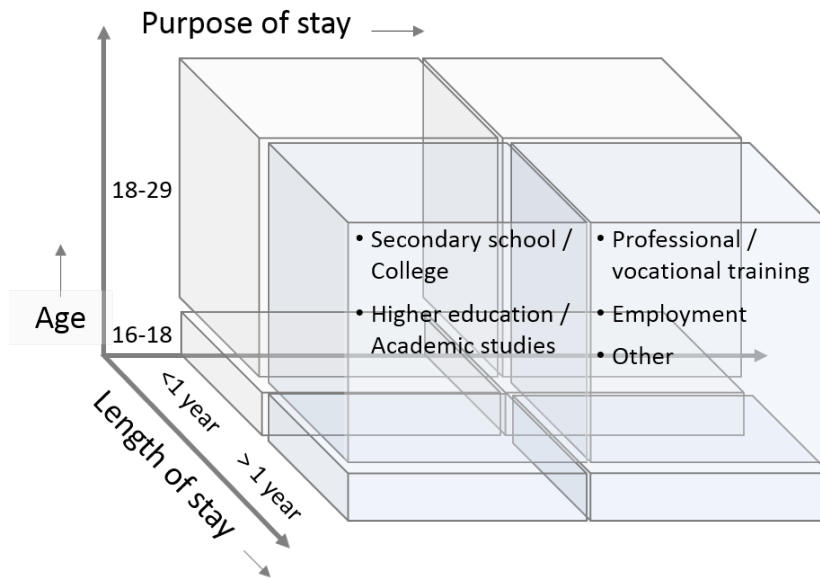 Purpose of stay
18-29
• Secondary school /
College
• Higher education /
Academic studies
• Professional /
vocational training
• Employment
• Other
Age
16-18
<1 year
> 1 year
Length of stay